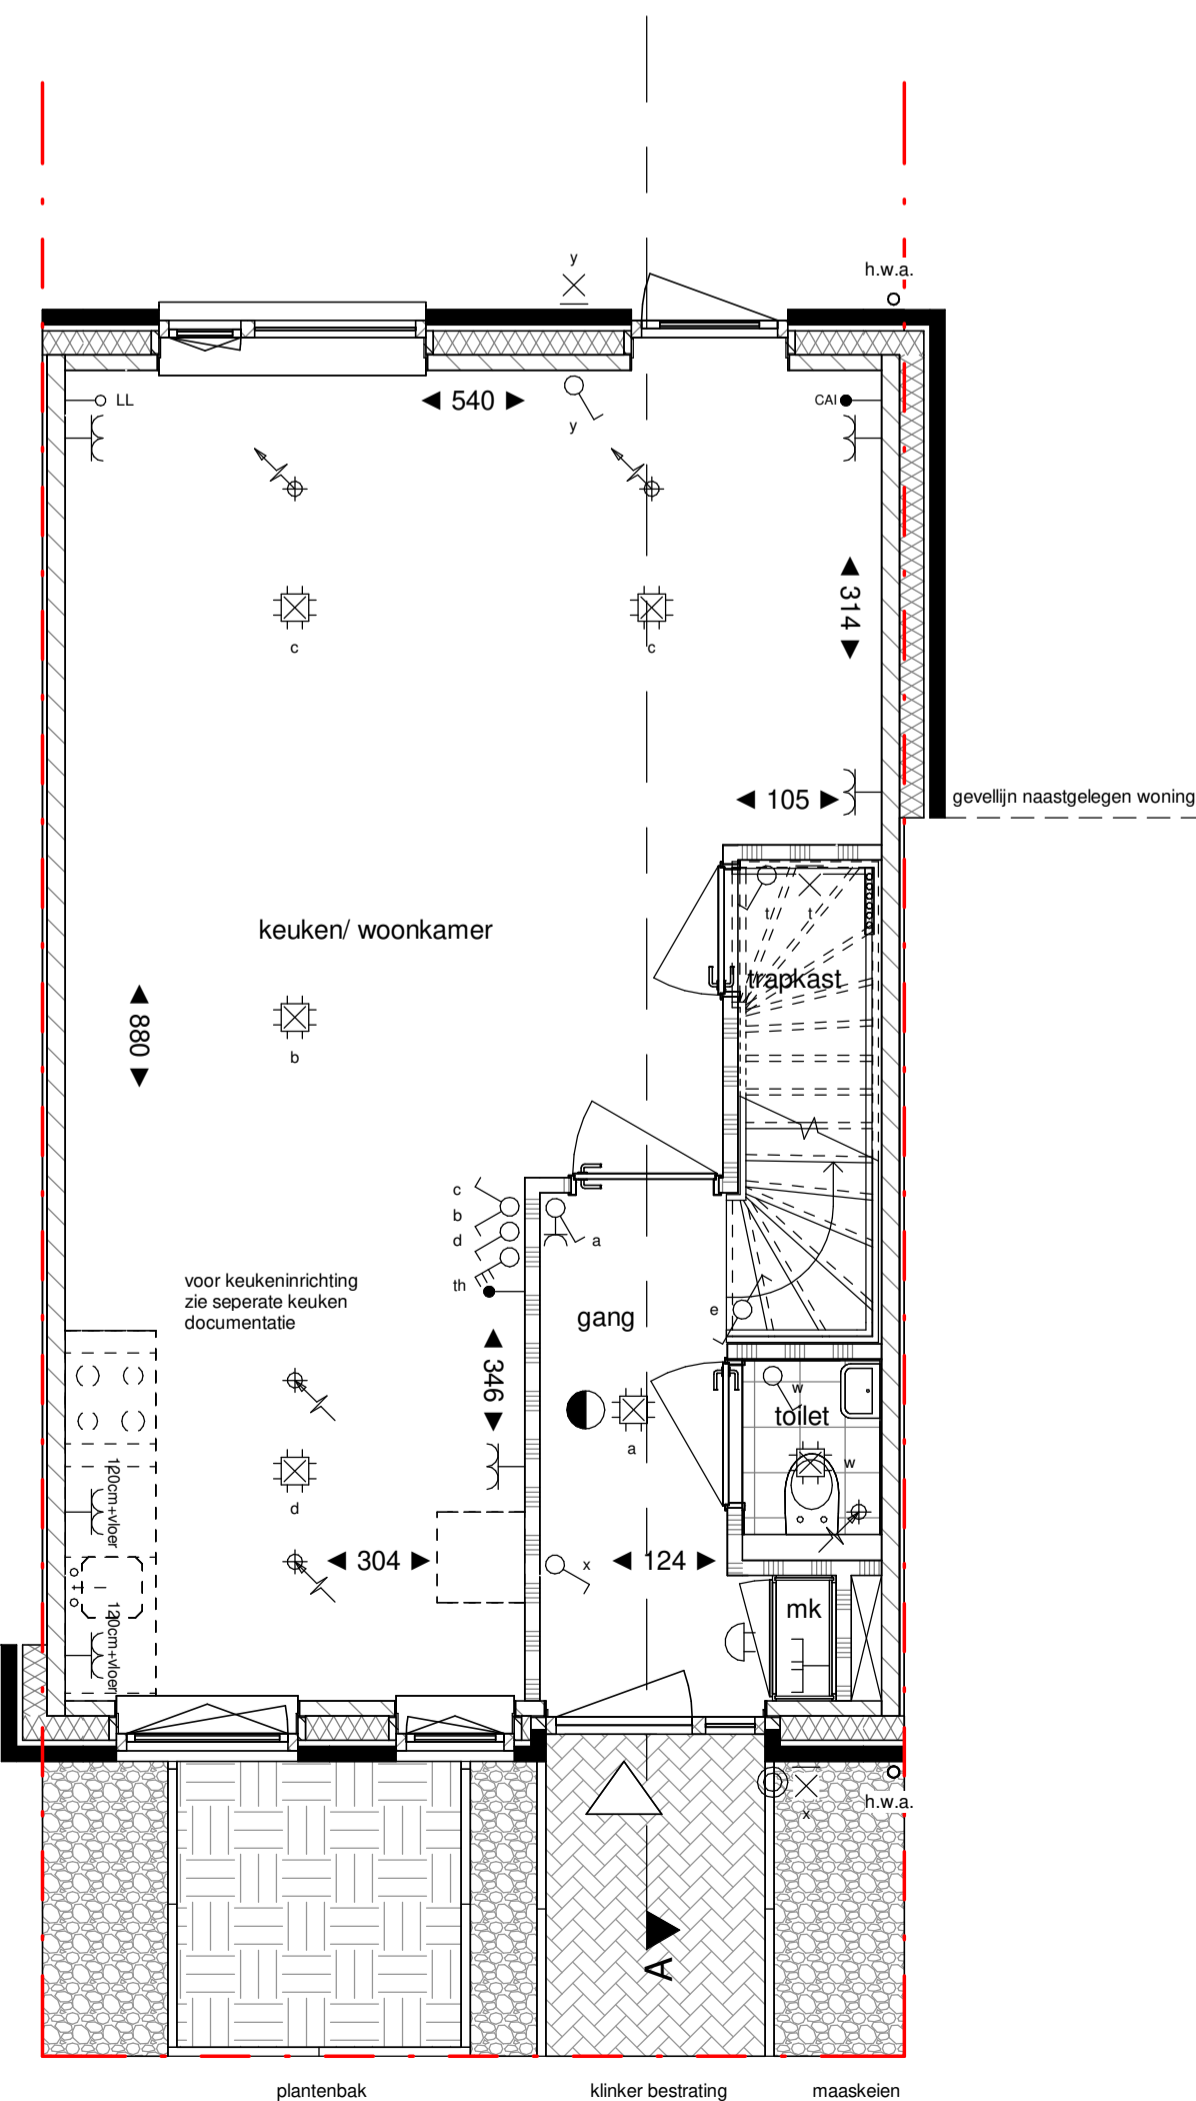 y
h.w.a.
LL
540
y
CAI
c
c
314
105
gevellijn naastgelegen woning
t
t
keuken/ woonkamer
trapkast
880
b
c
b
d
th
a
e
voor keukeninrichting
zie seperate keuken
documentatie
gang
346
w
toilet
a
w
120cm+vloer
d
304
x
124
120cm+vloer
mk
h.w.a.
x
A
plantenbak
klinker bestrating
maaskeien